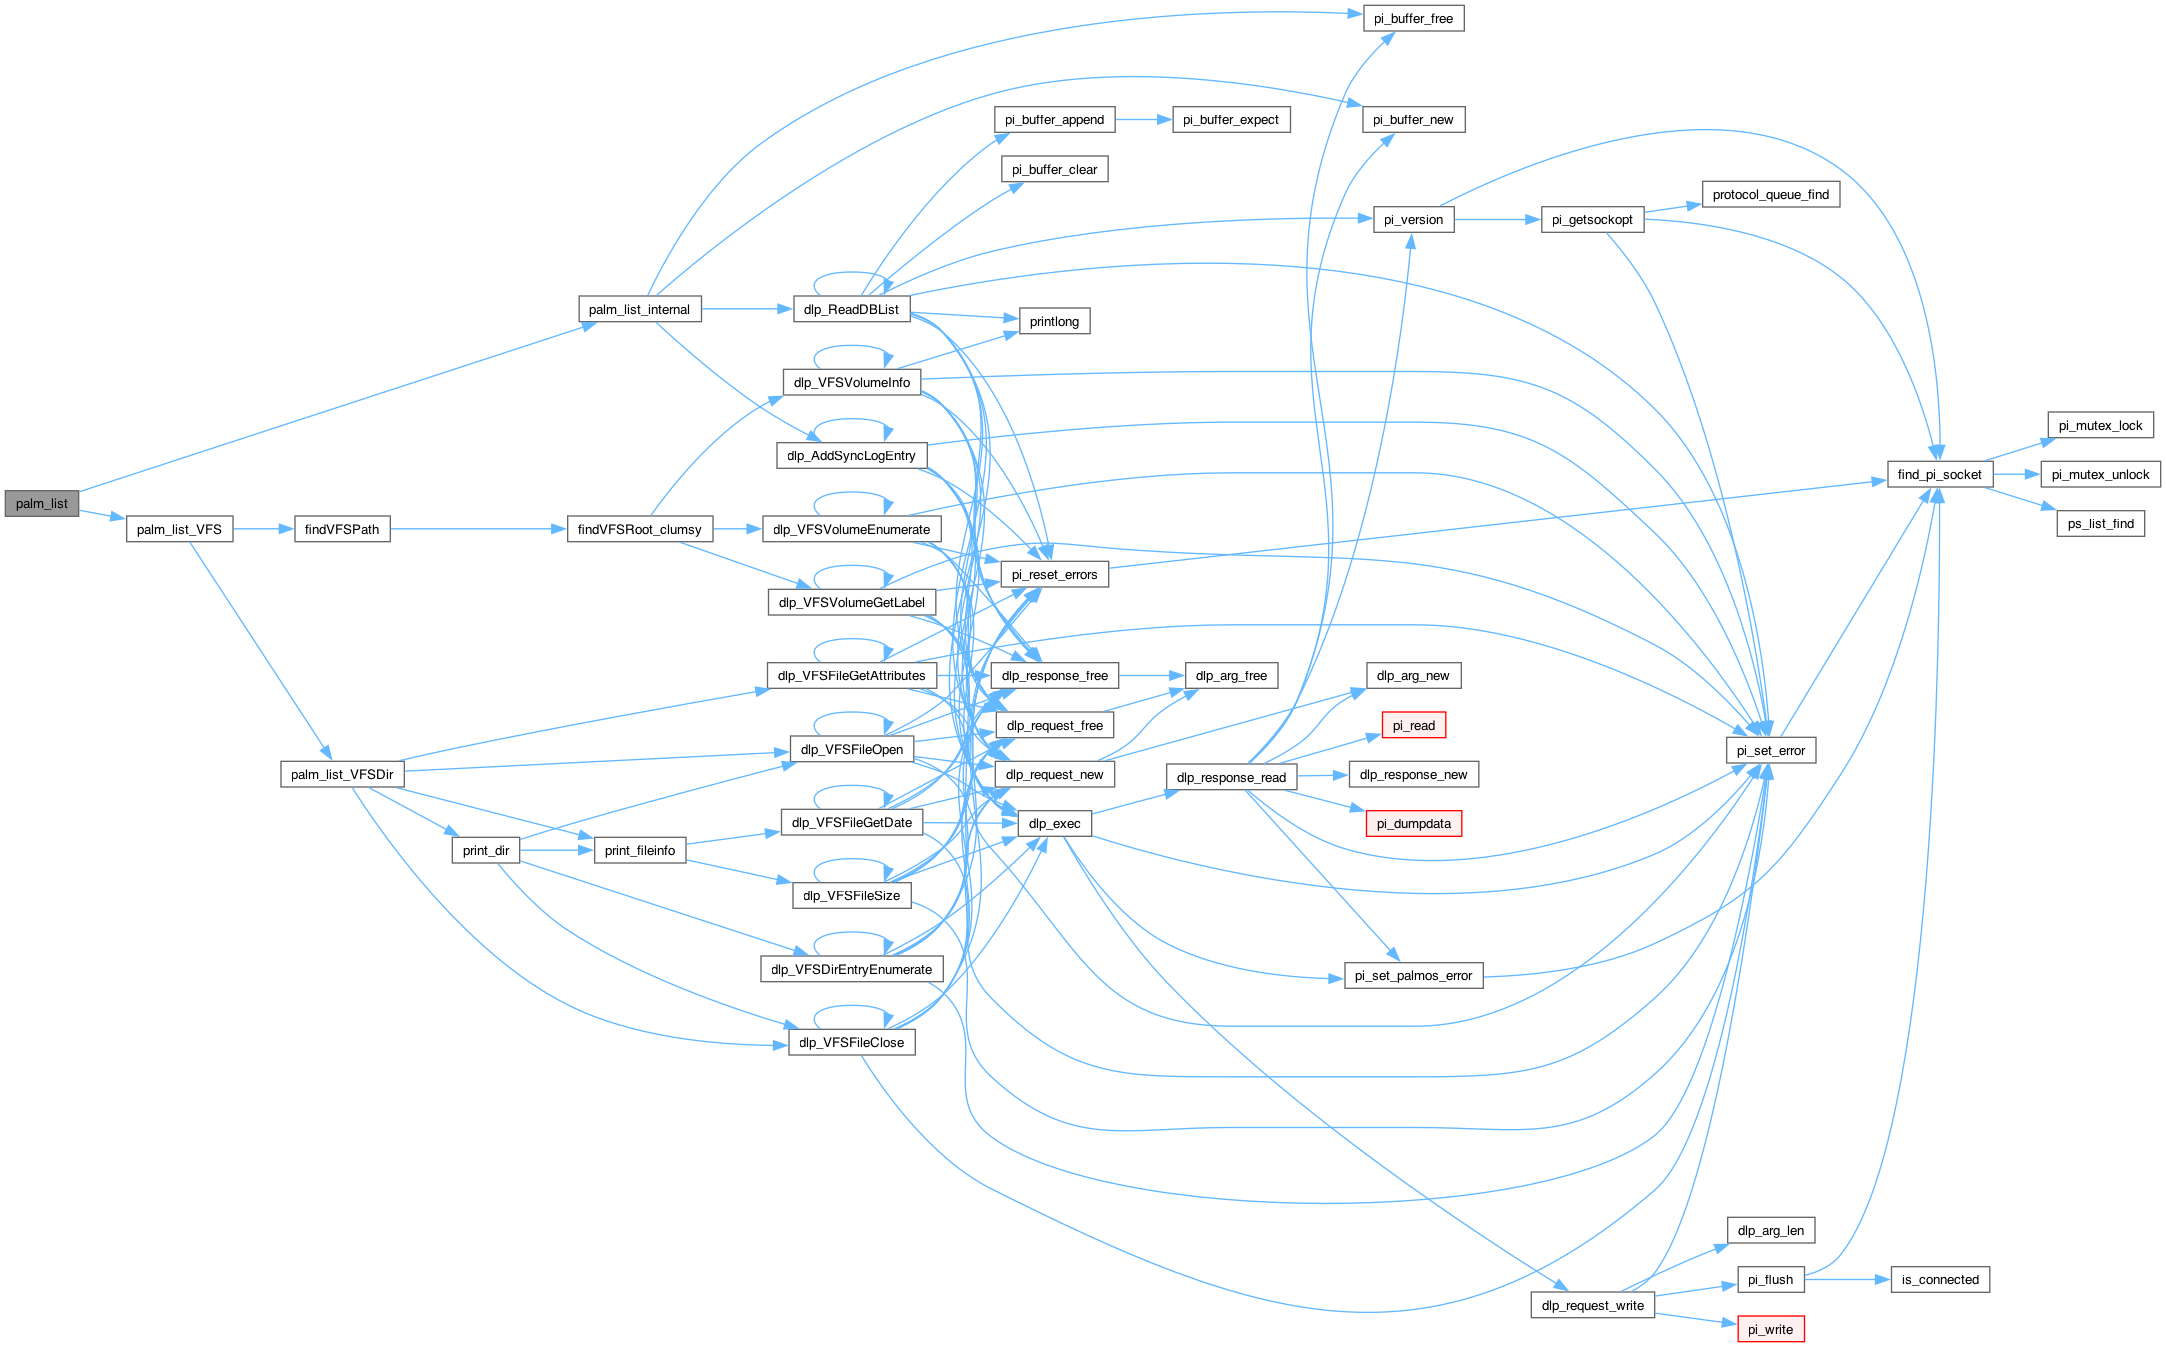 palm_list
palm_list_VFS
findVFSPath
palm_list_VFSDir
print_dir
palm_list_internal
findVFSRoot_clumsy
print_fileinfo
dlp_ReadDBList
dlp_VFSVolumeInfo
dlp_AddSyncLogEntry
dlp_VFSVolumeEnumerate
dlp_VFSVolumeGetLabel
dlp_VFSFileGetAttributes
dlp_VFSFileOpen
dlp_VFSFileGetDate
dlp_VFSFileSize
dlp_VFSDirEntryEnumerate
dlp_VFSFileClose
pi_buffer_append
pi_buffer_clear
printlong
pi_reset_errors
dlp_response_free
dlp_request_free
dlp_request_new
dlp_exec
pi_buffer_expect
dlp_arg_free
dlp_response_read
pi_buffer_free
pi_buffer_new
pi_version
dlp_arg_new
pi_read
dlp_response_new
pi_dumpdata
pi_set_palmos_error
pi_getsockopt
dlp_request_write
protocol_queue_find
pi_set_error
dlp_arg_len
pi_flush
pi_write
find_pi_socket
is_connected
pi_mutex_lock
pi_mutex_unlock
ps_list_find